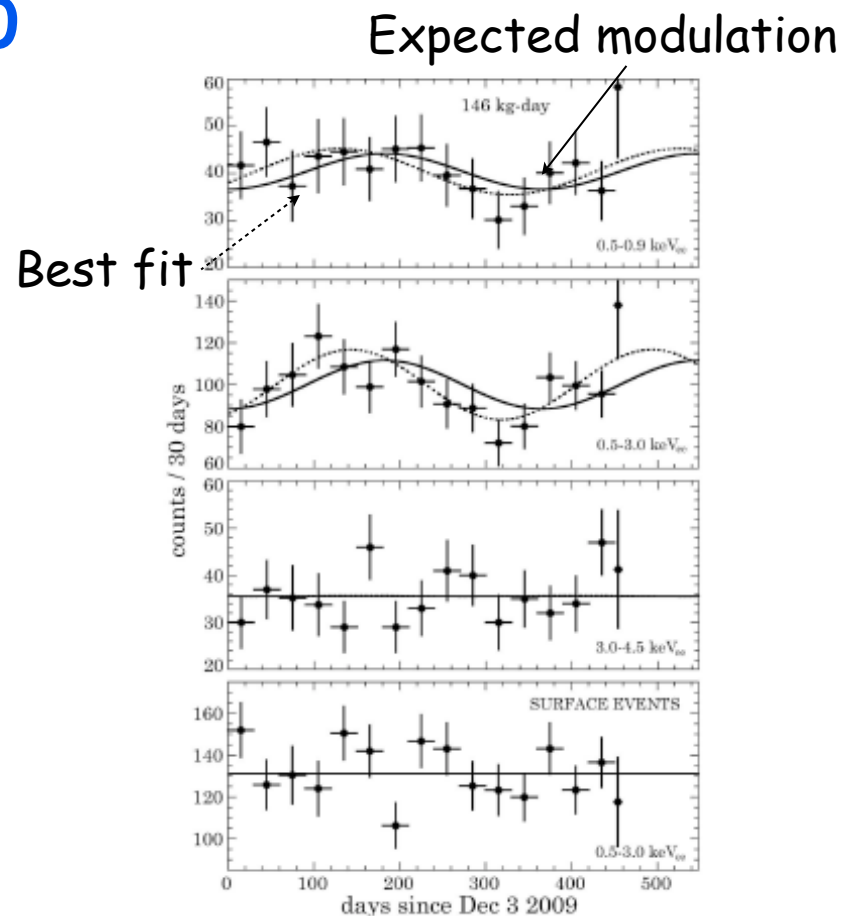 Expected modulation
60
146 kg-day
50
40
30
0.5-0.9 keVee
20
Best fit
140
120
100
80
0.5-3.0 keVee
60
counts / 30 days
60
50
40
30
3.0-4.5 keVee
20
SURFACE EVENTS
160
140
120
100
0.5-3.0 keVee
0 100 200 300 400 500
days since Dec 3 2009